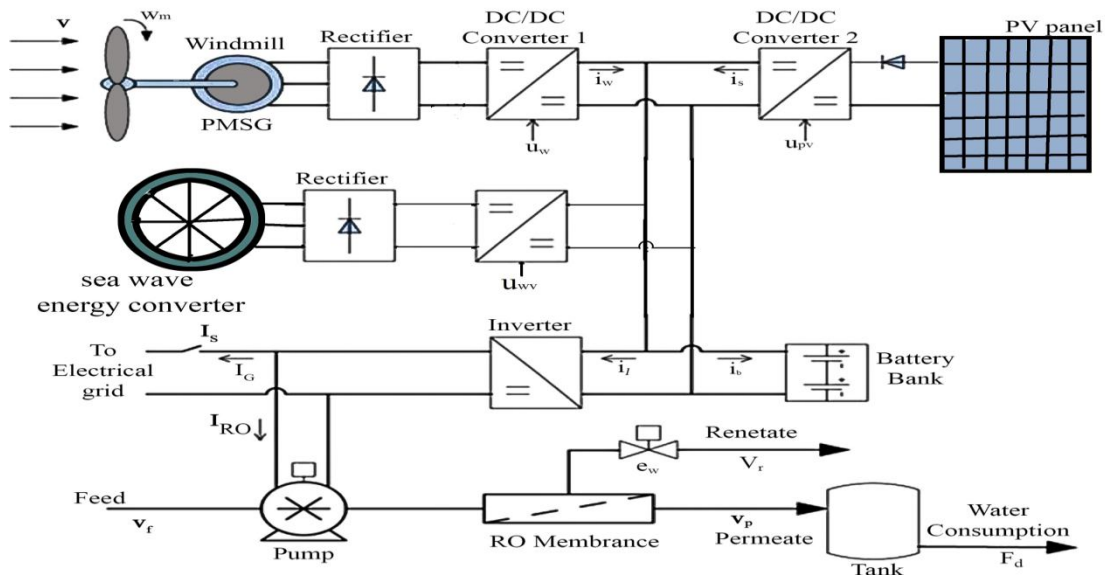 v
Wm
Windmill
PMSG
Rectifier
DC/DC
Converter 1
uw
iw
is
DC/DC
Converter 2
upv
PV panel
sea wave
energy converter
Rectifier
uwv
To
Electrical
grid
Is
IG
IRO
Inverter
iI
ib
Battery
Bank
Feed
vf
Pump
RO Membrance
ew
Renetate
Vr
vp
Permeate
Tank
Water
Consumption
Fd